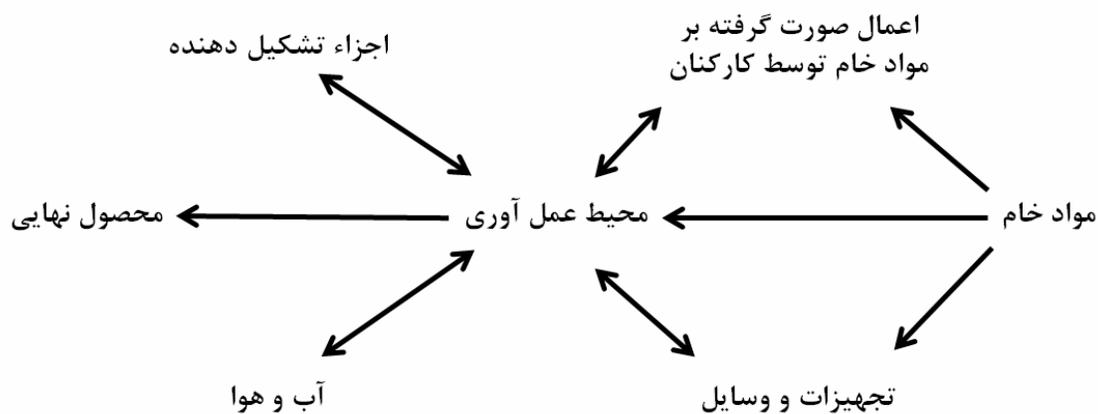 اعمال صورت گرفته بر
مواد خام توسط کارکنان
اجزاء تشکیل دهنده
مواد خام
محیط عمل آوری
محصول نهایی
تجهیزات و وسایل
آب و هوا